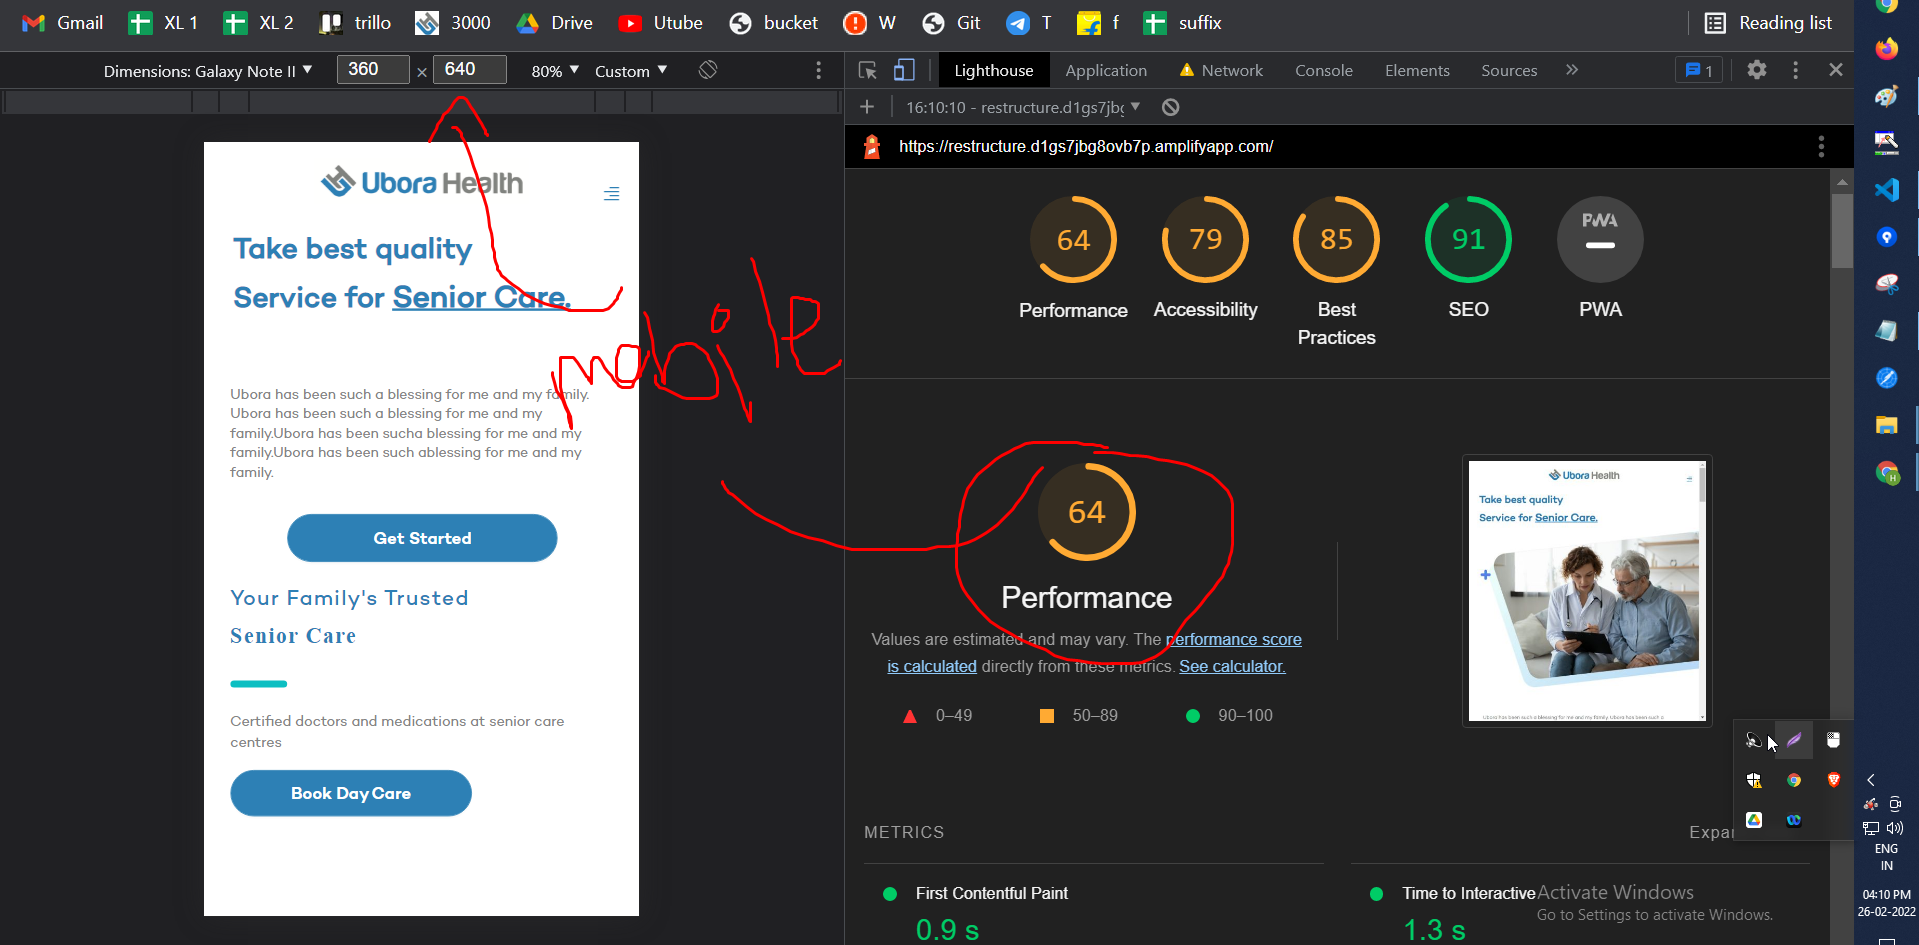 Gmail XL 1 XL 2 trillo 3000 Drive Utube bucket W Git T f suffix Reading list
Dimensions: Galaxy Note II ▼ 360 × 640 80% ▼ Custom ▼
Lighthouse Application Network Console Elements Sources » 1
+ 16:10:10 - restructure.d1gs7jbg ▼
https://restructure.d1gs7jbg8ovb7p.amplifyapp.com/
Ubora Health
Take best quality
Service for Senior Care.
mobile
Ubora has been such a blessing for me and my family.
Ubora has been such a blessing for me and my
family.Ubora has been sucha blessing for me and my
family.Ubora has been such ablessing for me and my
family.
Get Started
Your Family's Trusted
Senior Care
Certified doctors and medications at senior care
centres
Book Day Care
64 79 85 91 PWA
Performance Accessibility Best Practices SEO PWA
64
Performance
Values are estimated and may vary. The performance score
is calculated directly from these metrics. See calculator.
0–49 50–89 90–100
Ubora Health
Take best quality
Service for Senior Care.
METRICS Expan
First Contentful Paint
0.9 s
Time to Interactive
1.3 s
Activate Windows
Go to Settings to activate Windows.
ENG
IN
04:10 PM
26-02-2022